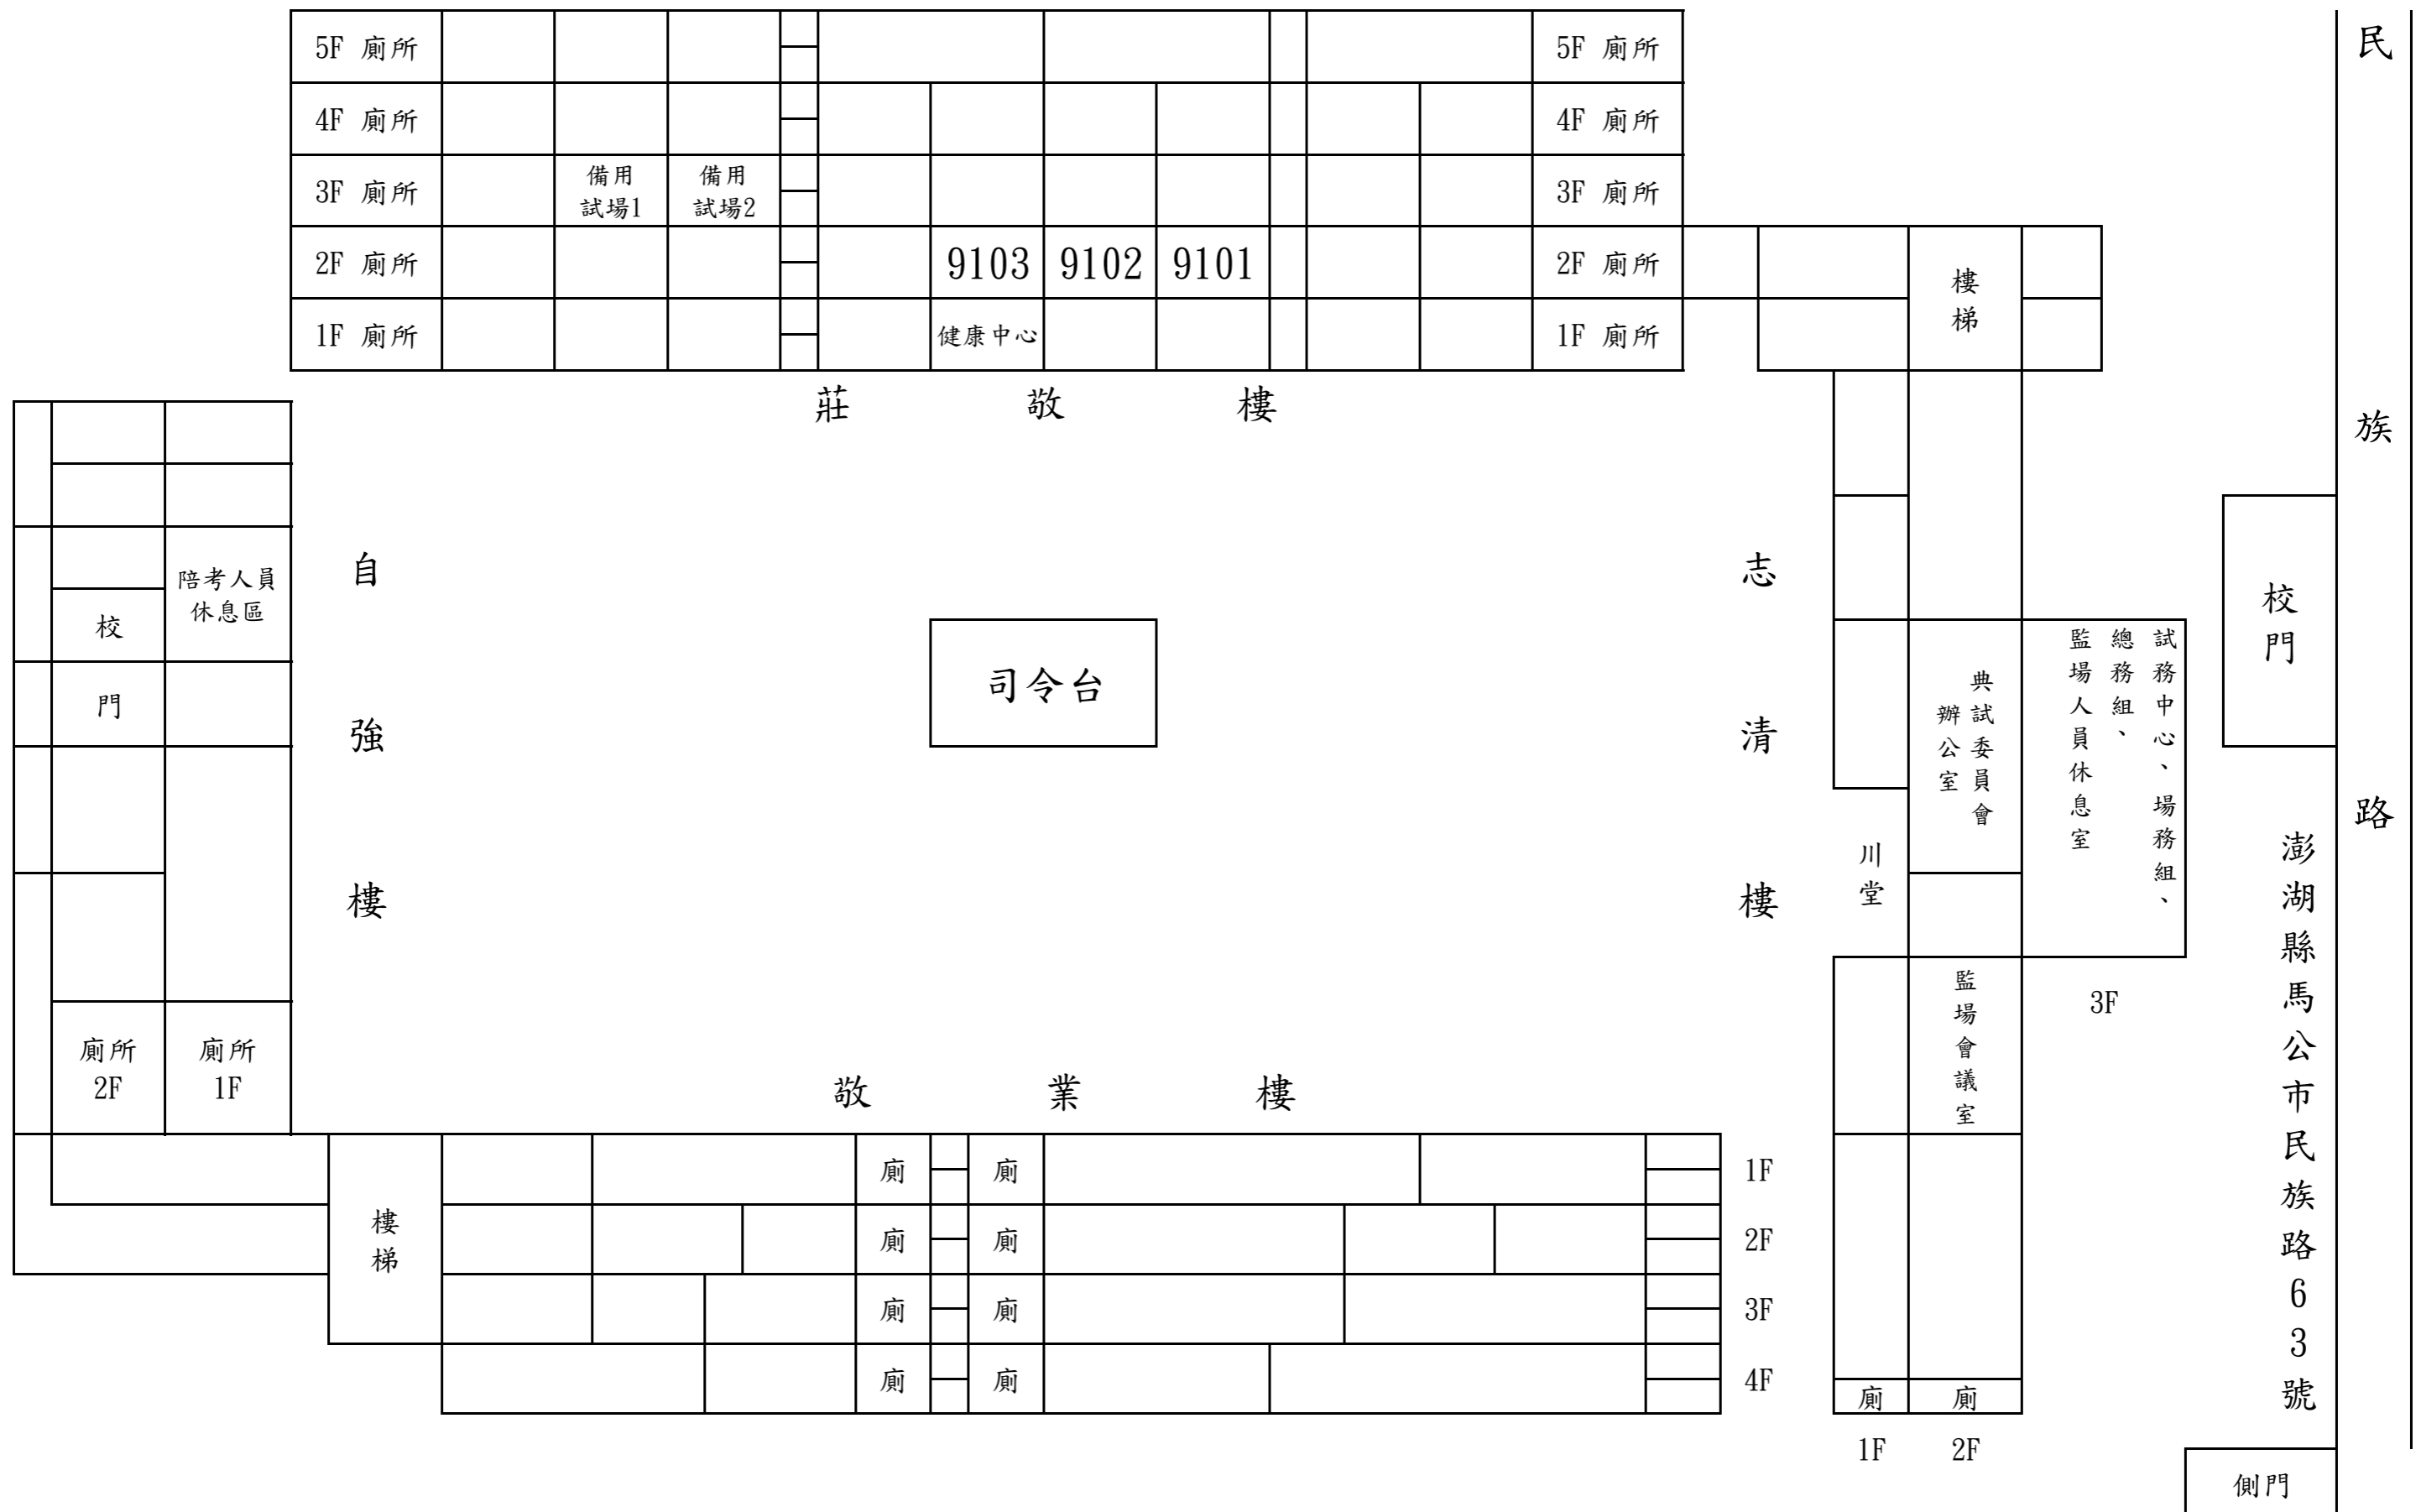 5F 廁所
5F 廁所
4F 廁所
4F 廁所
3F 廁所
備用
試場1
備用
試場2
3F 廁所
2F 廁所
9103
9102
9101
2F 廁所
1F 廁所
健康中心
1F 廁所
樓梯
莊敬樓
民族路
校門
陪考人員
休息區
校
門
自強樓
司令台
志清樓
川堂
典試委員會
辦公室
試務中心、場務組、
總務組、
監場人員休息室
3F
監場會議室
廁所
2F
廁所
1F
敬業樓
樓梯
廁
廁
1F
廁
廁
2F
廁
廁
3F
廁
廁
4F
廁
廁
1F
2F
澎湖縣馬公市民族路63號
側門